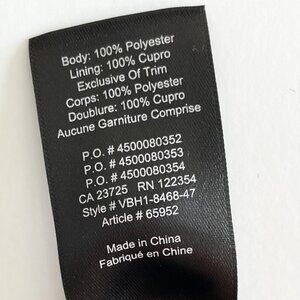 Body: 100% Polyester
Lining: 100% Cupro
Exclusive Of Trim
Corps: 100% Polyester
Doublure: 100% Cupro
Aucune Garniture Comprise
P.O. # 4500080352
P.O. # 4500080353
P.O. # 4500080354
CA 23725 RN 122354
Style # VBH1-8468-47
Article # 65952
Made in China
Fabriqué en Chine